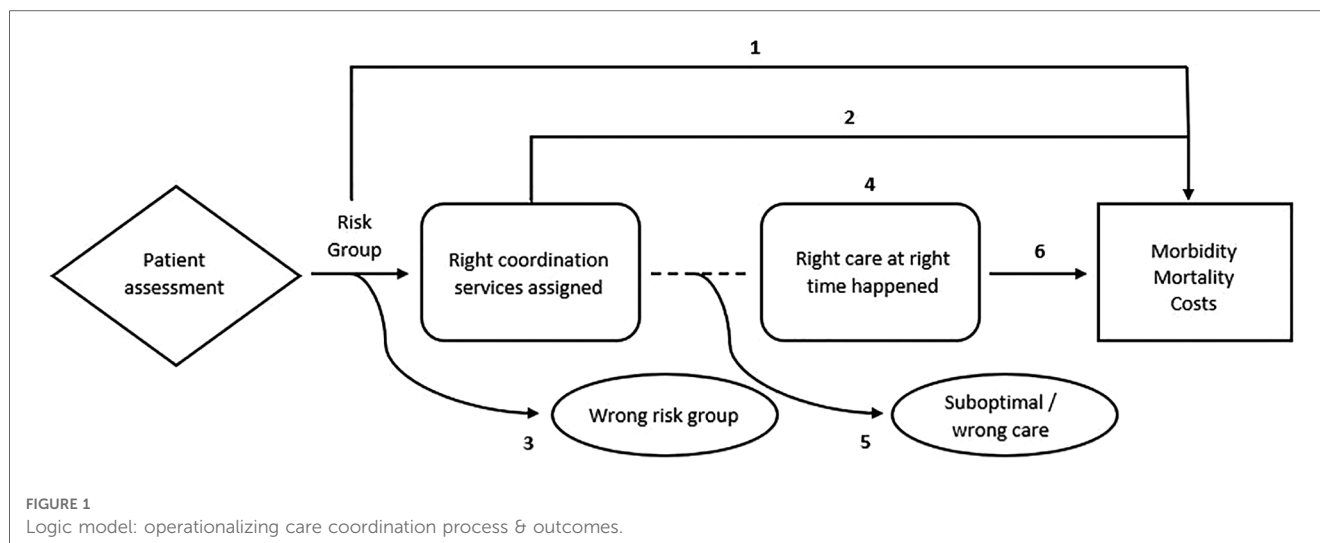 1
2
4
Risk
Group
Patient
assessment
Right coordination
services assigned
Right care at right
time happened
6
Morbidity
Mortality
Costs
3
Wrong risk group
5
Suboptimal /
wrong care
FIGURE 1
Logic model: operationalizing care coordination process & outcomes.